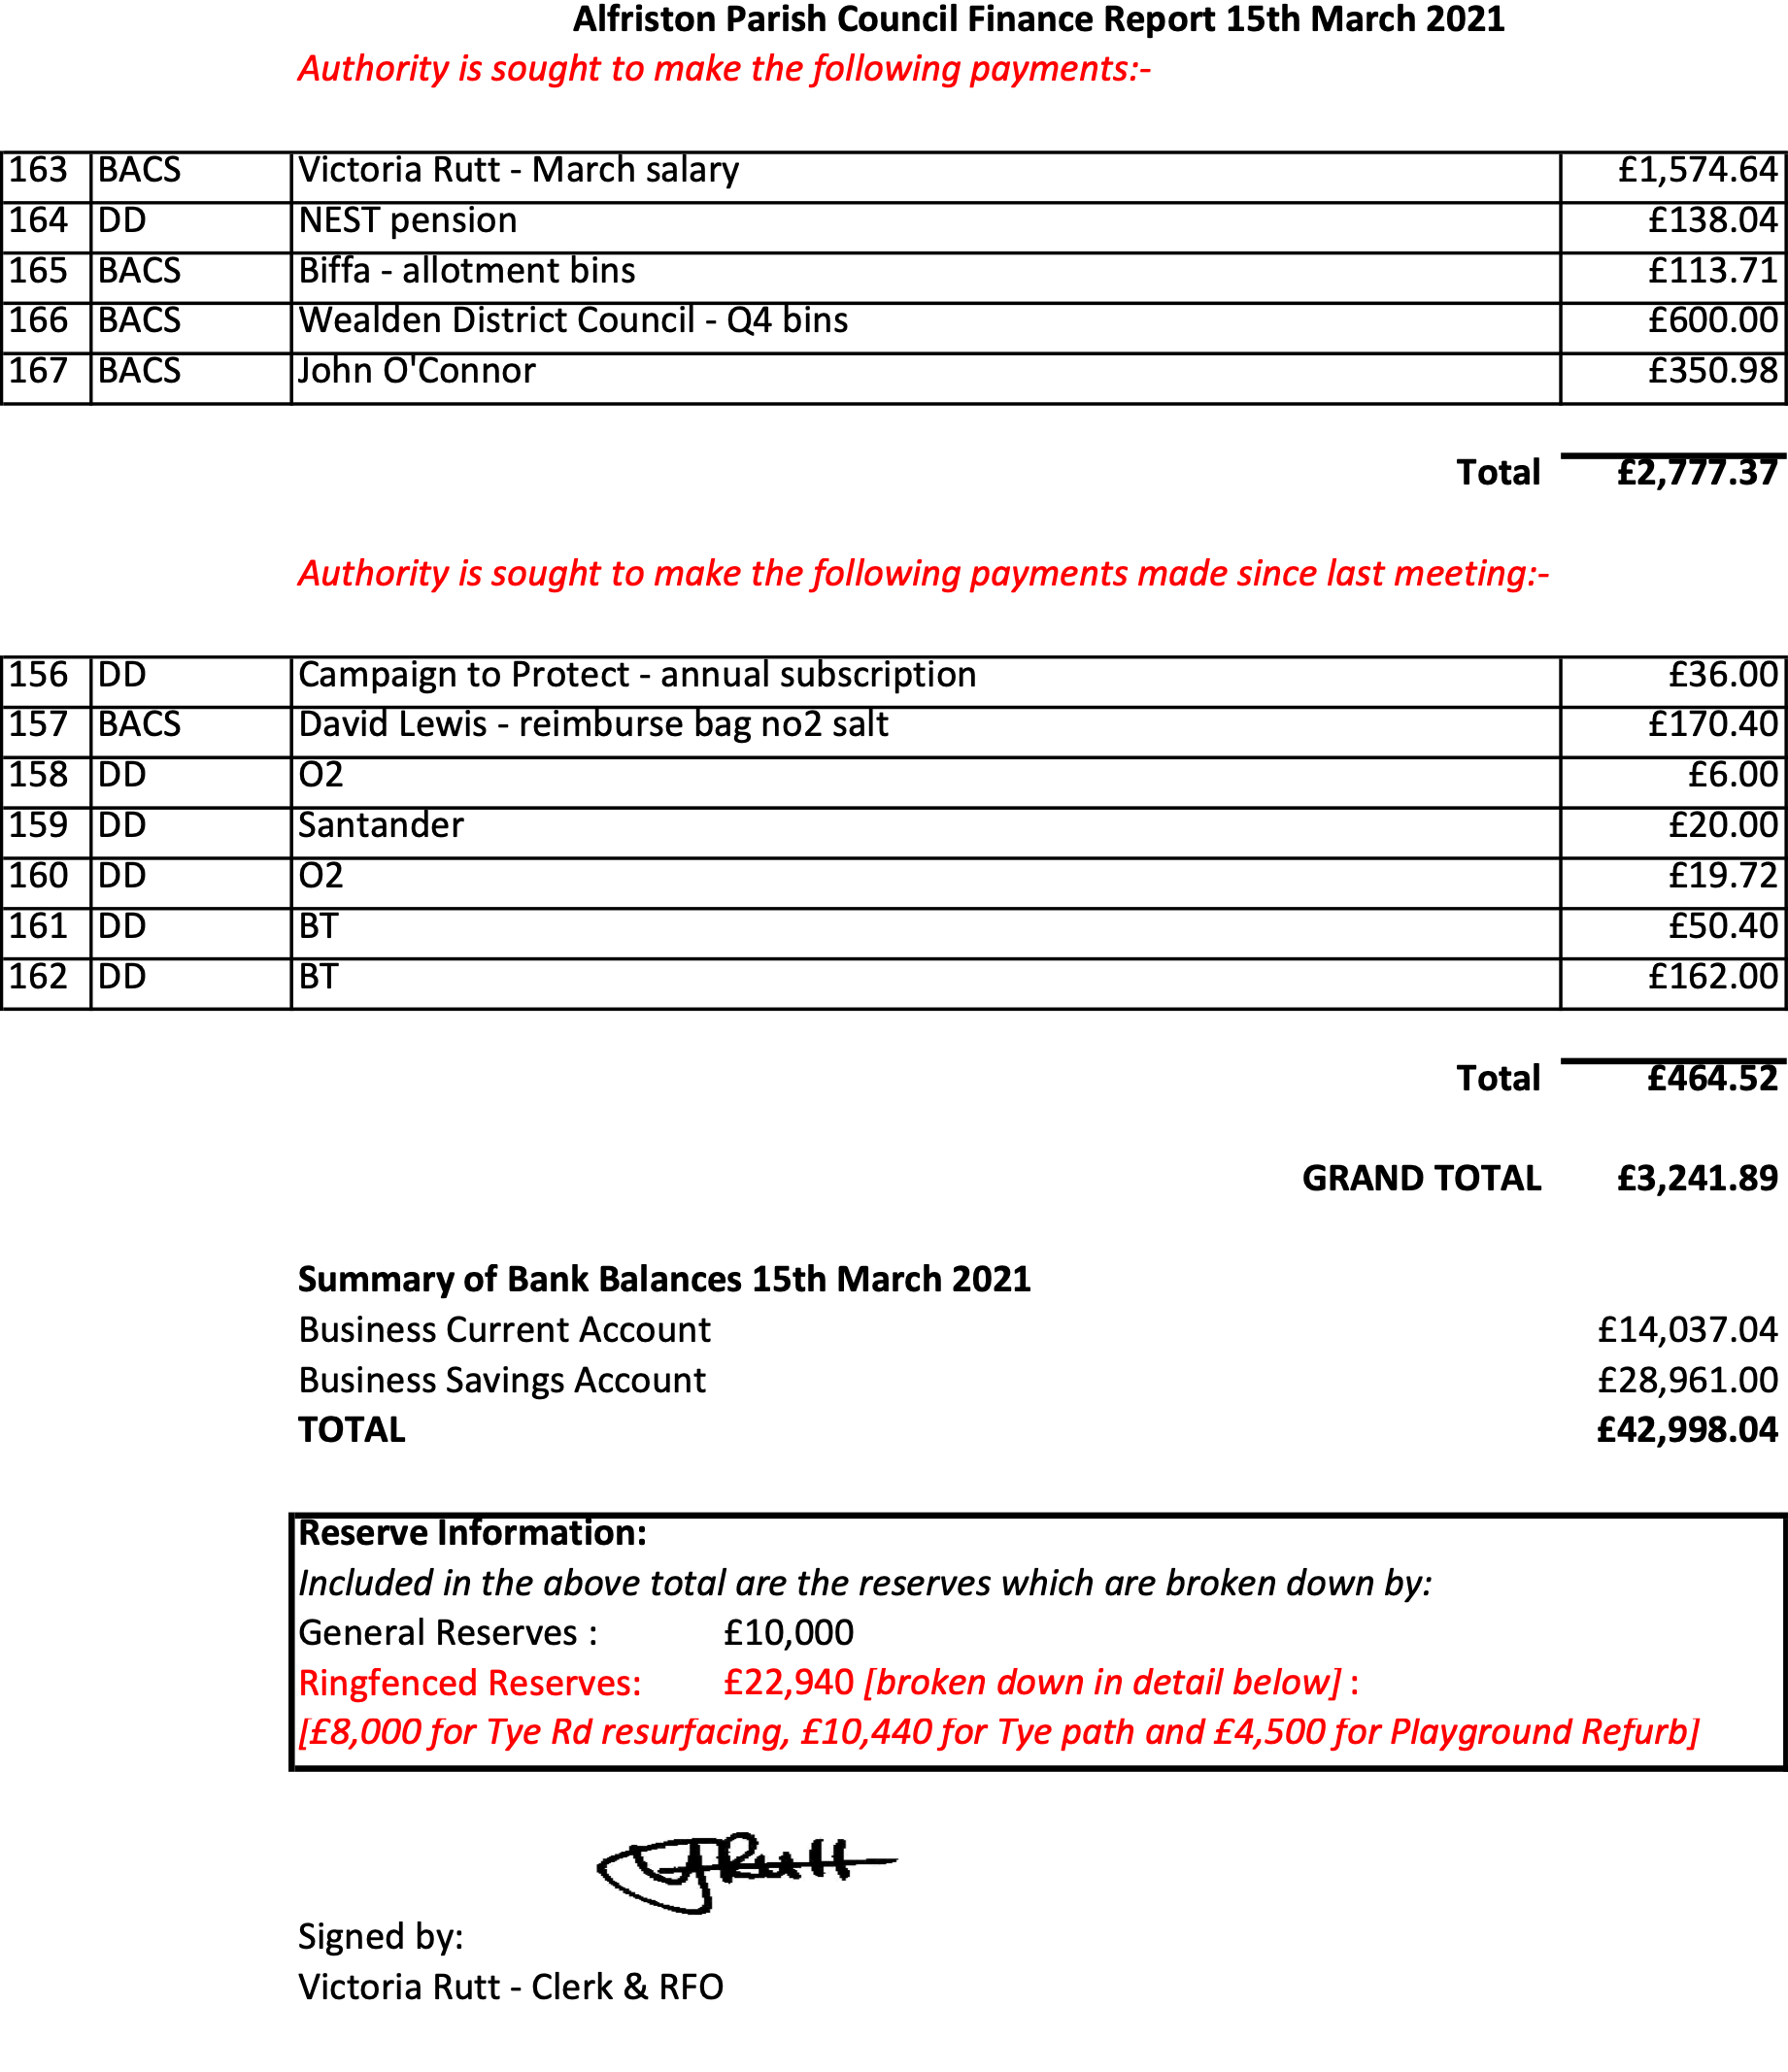 Alfriston Parish Council Finance Report 15th March 2021
Authority is sought to make the following payments:-
163 BACS Victoria Rutt - March salary £1,574.64
164 DD NEST pension £138.04
165 BACS Biffa - allotment bins £113.71
166 BACS Wealden District Council - Q4 bins £600.00
167 BACS John O'Connor £350.98
Total £2,777.37
Authority is sought to make the following payments made since last meeting:-
156 DD Campaign to Protect - annual subscription £36.00
157 BACS David Lewis - reimburse bag no2 salt £170.40
158 DD O2 £6.00
159 DD Santander £20.00
160 DD O2 £19.72
161 DD BT £50.40
162 DD BT £162.00
Total £464.52
GRAND TOTAL £3,241.89
Summary of Bank Balances 15th March 2021
Business Current Account £14,037.04
Business Savings Account £28,961.00
TOTAL £42,998.04
Reserve Information:
Included in the above total are the reserves which are broken down by:
General Reserves : £10,000
Ringfenced Reserves: £22,940 [broken down in detail below] :
[£8,000 for Tye Rd resurfacing, £10,440 for Tye path and £4,500 for Playground Refurb]
VRutt
Signed by:
Victoria Rutt - Clerk & RFO